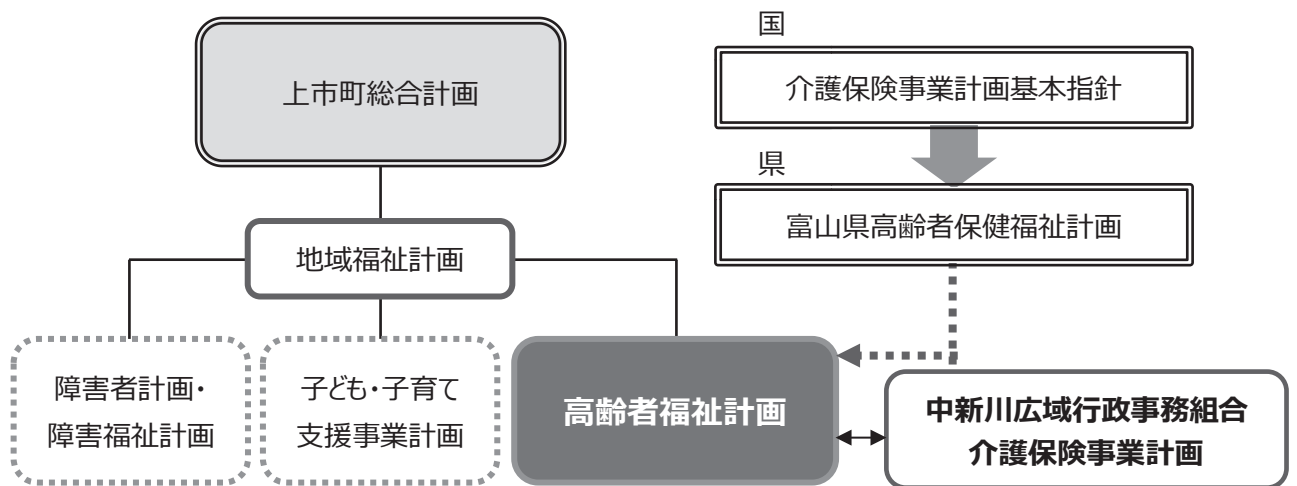 上市町総合計画
国
介護保険事業計画基本指針
県
富山県高齢者保健福祉計画
地域福祉計画
障害者計画・
障害福祉計画
子ども・子育て
支援事業計画
高齢者福祉計画
中新川広域行政事務組合
介護保険事業計画